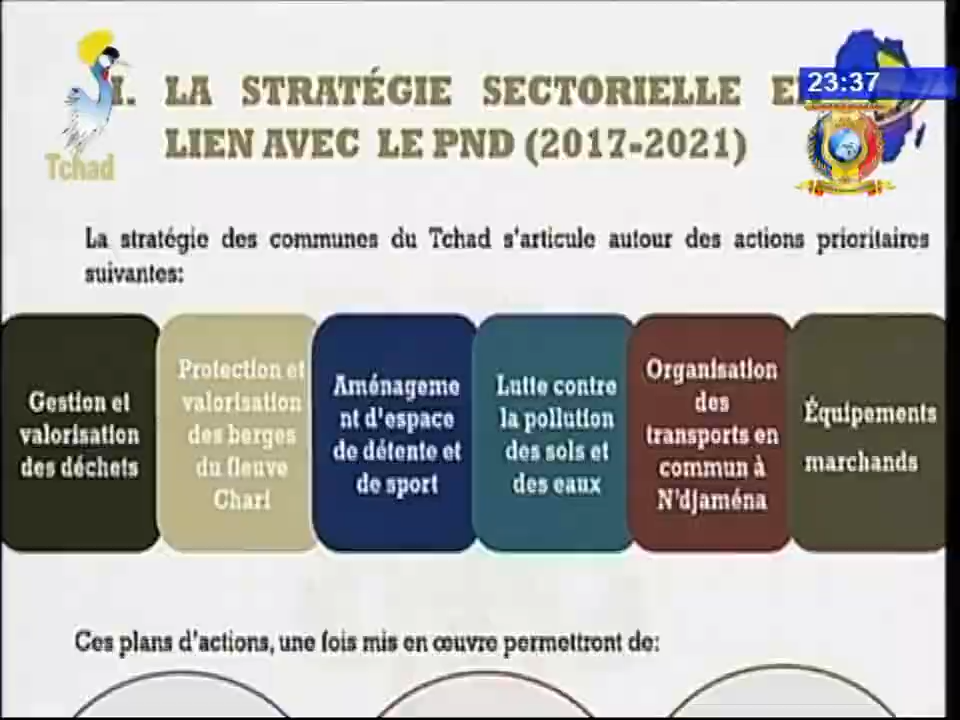 I. LA STRATÉGIE SECTORIELLE
23:37
LIEN AVEC LE PND (2017-2021)
Tchad
La stratégie des communes du Tchad s'articule autour des actions prioritaires
suivantes:
Gestion et
valorisation
des déchets
Protection et
valorisation
des berges
du fleuve
Chari
Aménageme
nt d'espace
de détente et
de sport
Lutte contre
la pollution
des sols et
des eaux
Organisation
des
transports en
commun à
N'djaména
Équipements
marchands
Ces plans d'actions, une fois mis en œuvre permettront de: